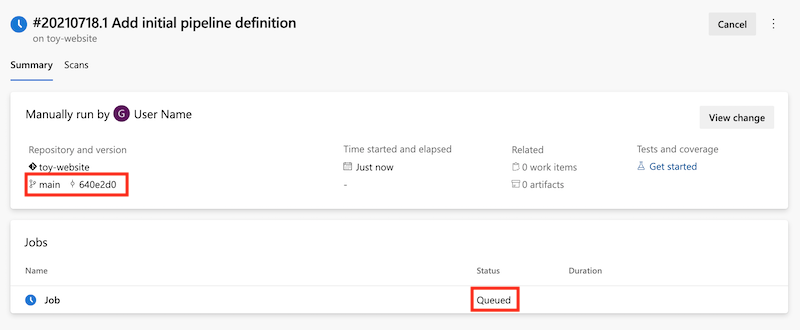 #20210718.1 Add initial pipeline definition
on toy-website
Cancel
Summary Scans
Manually run by G User Name
View change
Repository and version Time started and elapsed Related Tests and coverage
toy-website Just now 0 work items Get started
main 640e2d0 - 0 artifacts
Jobs
Name Status Duration
Job Queued